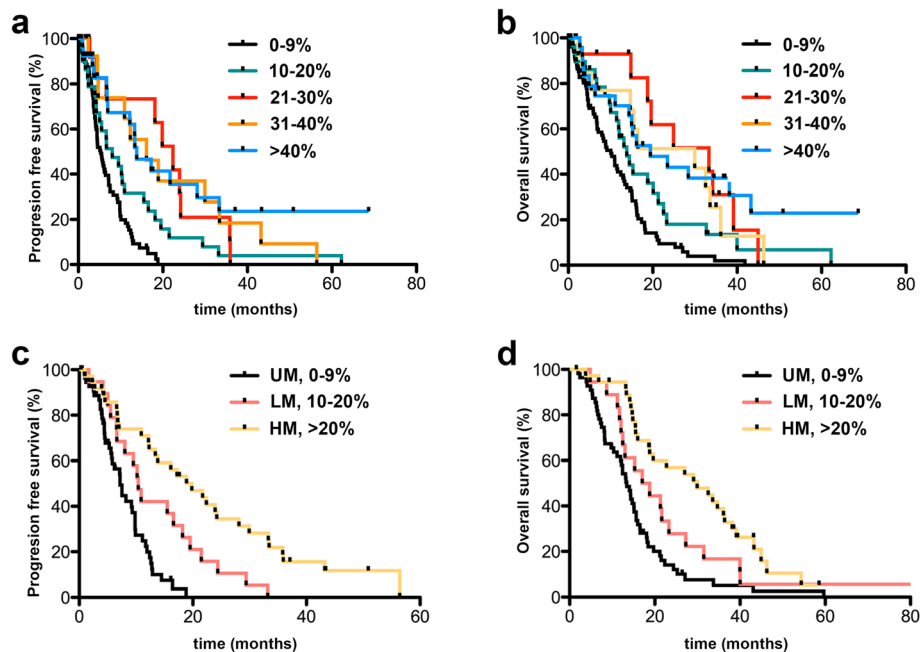 a
Progresion free survival (%)
100
80
60
40
20
0
0 20 40 60 80
time (months)
0-9%
10-20%
21-30%
31-40%
>40%
b
Overall survival (%)
100
80
60
40
20
0
0 20 40 60 80
time (months)
0-9%
10-20%
21-30%
31-40%
>40%
c
Progresion free survival (%)
100
80
60
40
20
0
0 20 40 60
time (months)
UM, 0-9%
LM, 10-20%
HM, >20%
d
Overall survival (%)
100
80
60
40
20
0
0 20 40 60 80
time (months)
UM, 0-9%
LM, 10-20%
HM, >20%